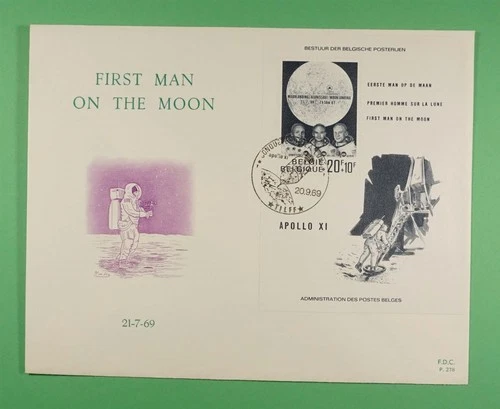 FIRST MAN
ON THE MOON
21-7-69
BESTUUR DER BELGISCHE POSTERIJEN
EERSTE MAN OP DE MAAN
PREMIER HOMME SUR LA LUNE
FIRST MAN ON THE MOON
BELGIE
BELGIQUE 20F+10F
20.9.69
★TILFF★
APOLLO XI
ADMINISTRATION DES POSTES BELGES
F.D.C.